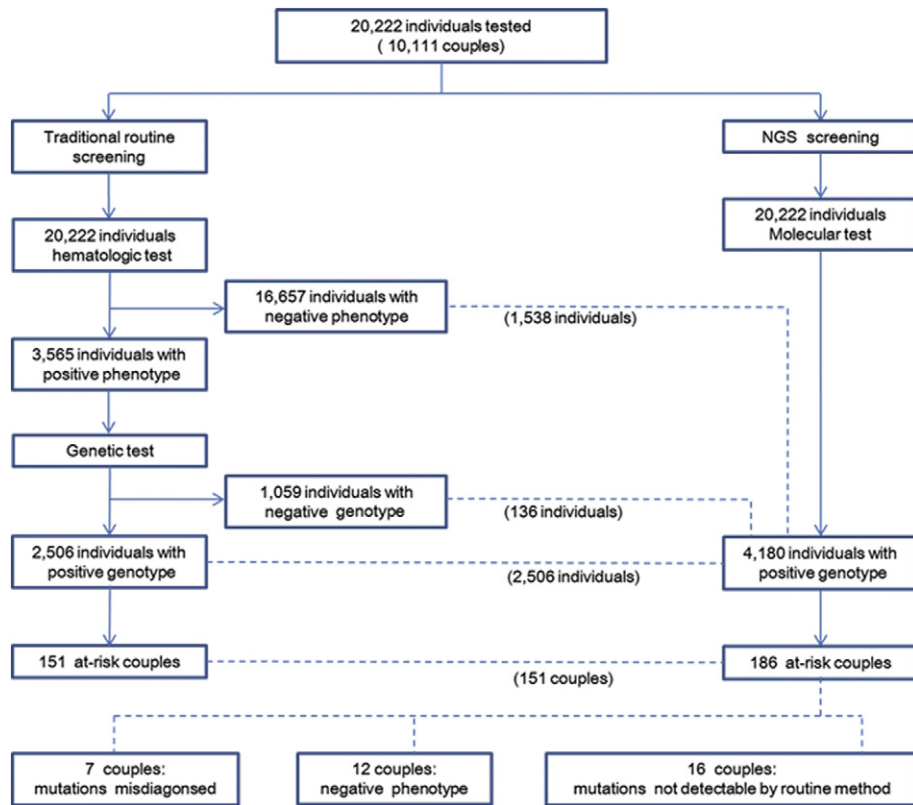 20,222 individuals tested
( 10,111 couples)
Traditional routine
screening
NGS screening
20,222 individuals
hematologic test
20,222 individuals
Molecular test
16,657 individuals with
negative phenotype
(1,538 individuals)
3,565 individuals with
positive phenotype
Genetic test
1,059 individuals with
negative genotype
(136 individuals)
2,506 individuals with
positive genotype
(2,506 individuals)
4,180 individuals with
positive genotype
151 at-risk couples
(151 couples)
186 at-risk couples
7 couples:
mutations misdiagonsed
12 couples:
negative phenotype
16 couples:
mutations not detectable by routine method